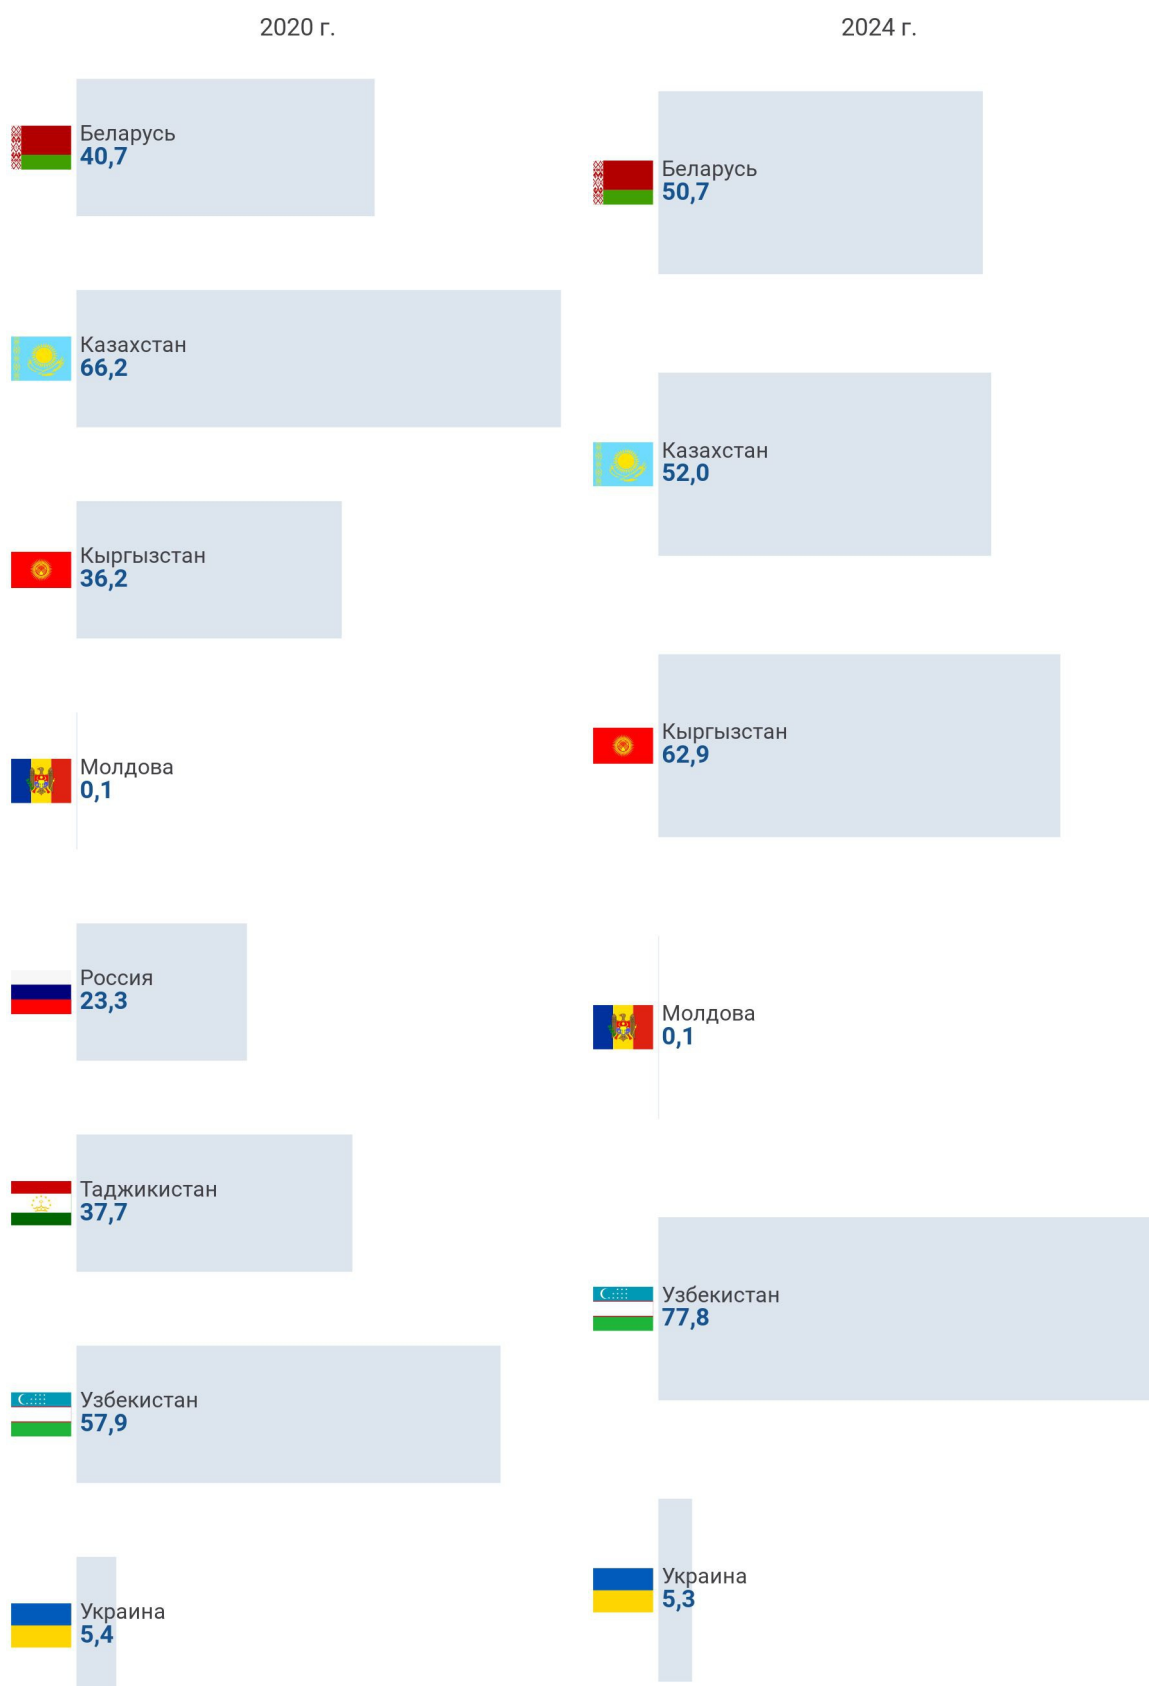 2020 г.
Беларусь
40,7
Казахстан
66,2
Кыргызстан
36,2
Молдова
0,1
Россия
23,3
Таджикистан
37,7
Узбекистан
57,9
Украина
5,4
2024 г.
Беларусь
50,7
Казахстан
52,0
Кыргызстан
62,9
Молдова
0,1
Узбекистан
77,8
Украина
5,3